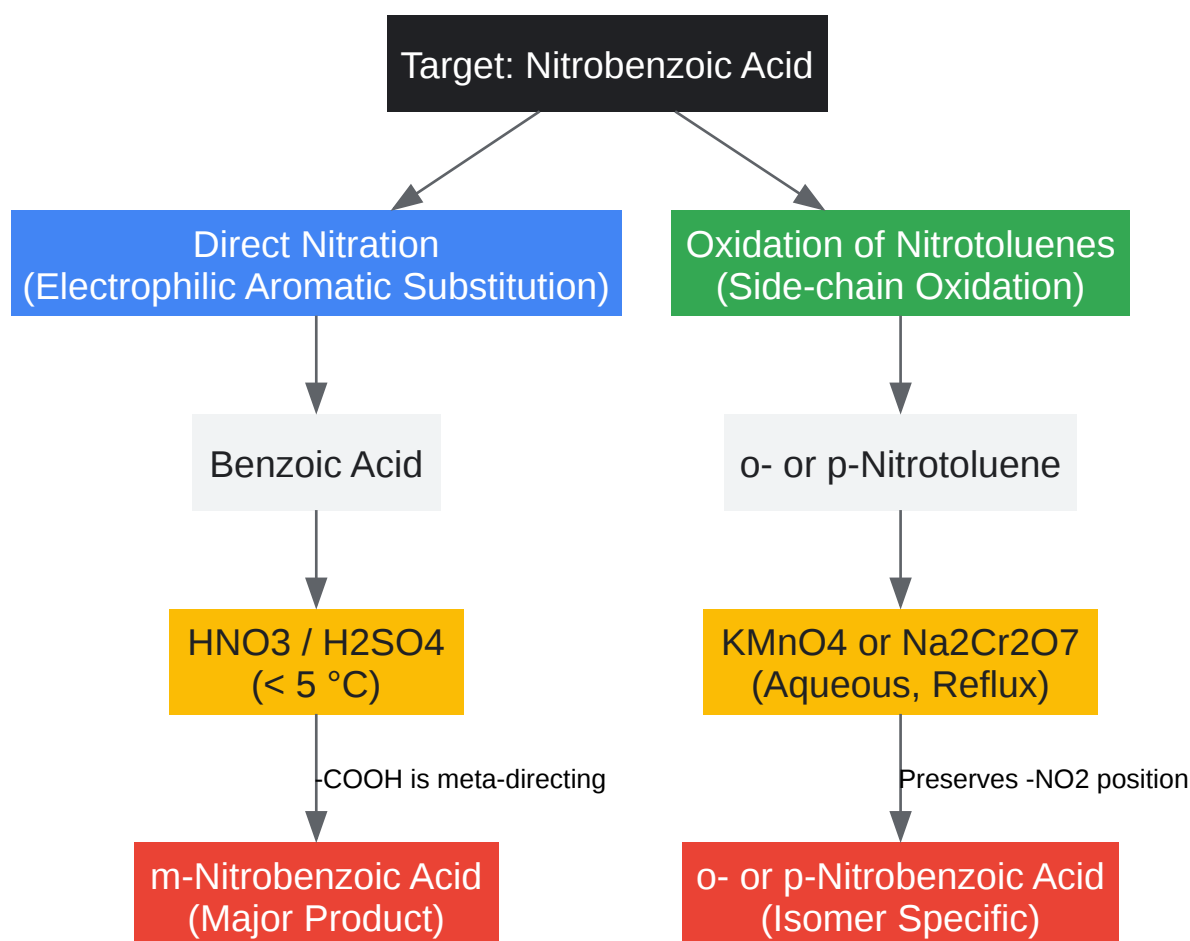 Target: Nitrobenzoic Acid
Direct Nitration
(Electrophilic Aromatic Substitution)
Oxidation of Nitrotoluenes
(Side-chain Oxidation)
Benzoic Acid
o- or p-Nitrotoluene
HNO3 / H2SO4
(< 5 °C)
KMnO4 or Na2Cr2O7
(Aqueous, Reflux)
-COOH is meta-directing
Preserves -NO2 position
m-Nitrobenzoic Acid
(Major Product)
o- or p-Nitrobenzoic Acid
(Isomer Specific)